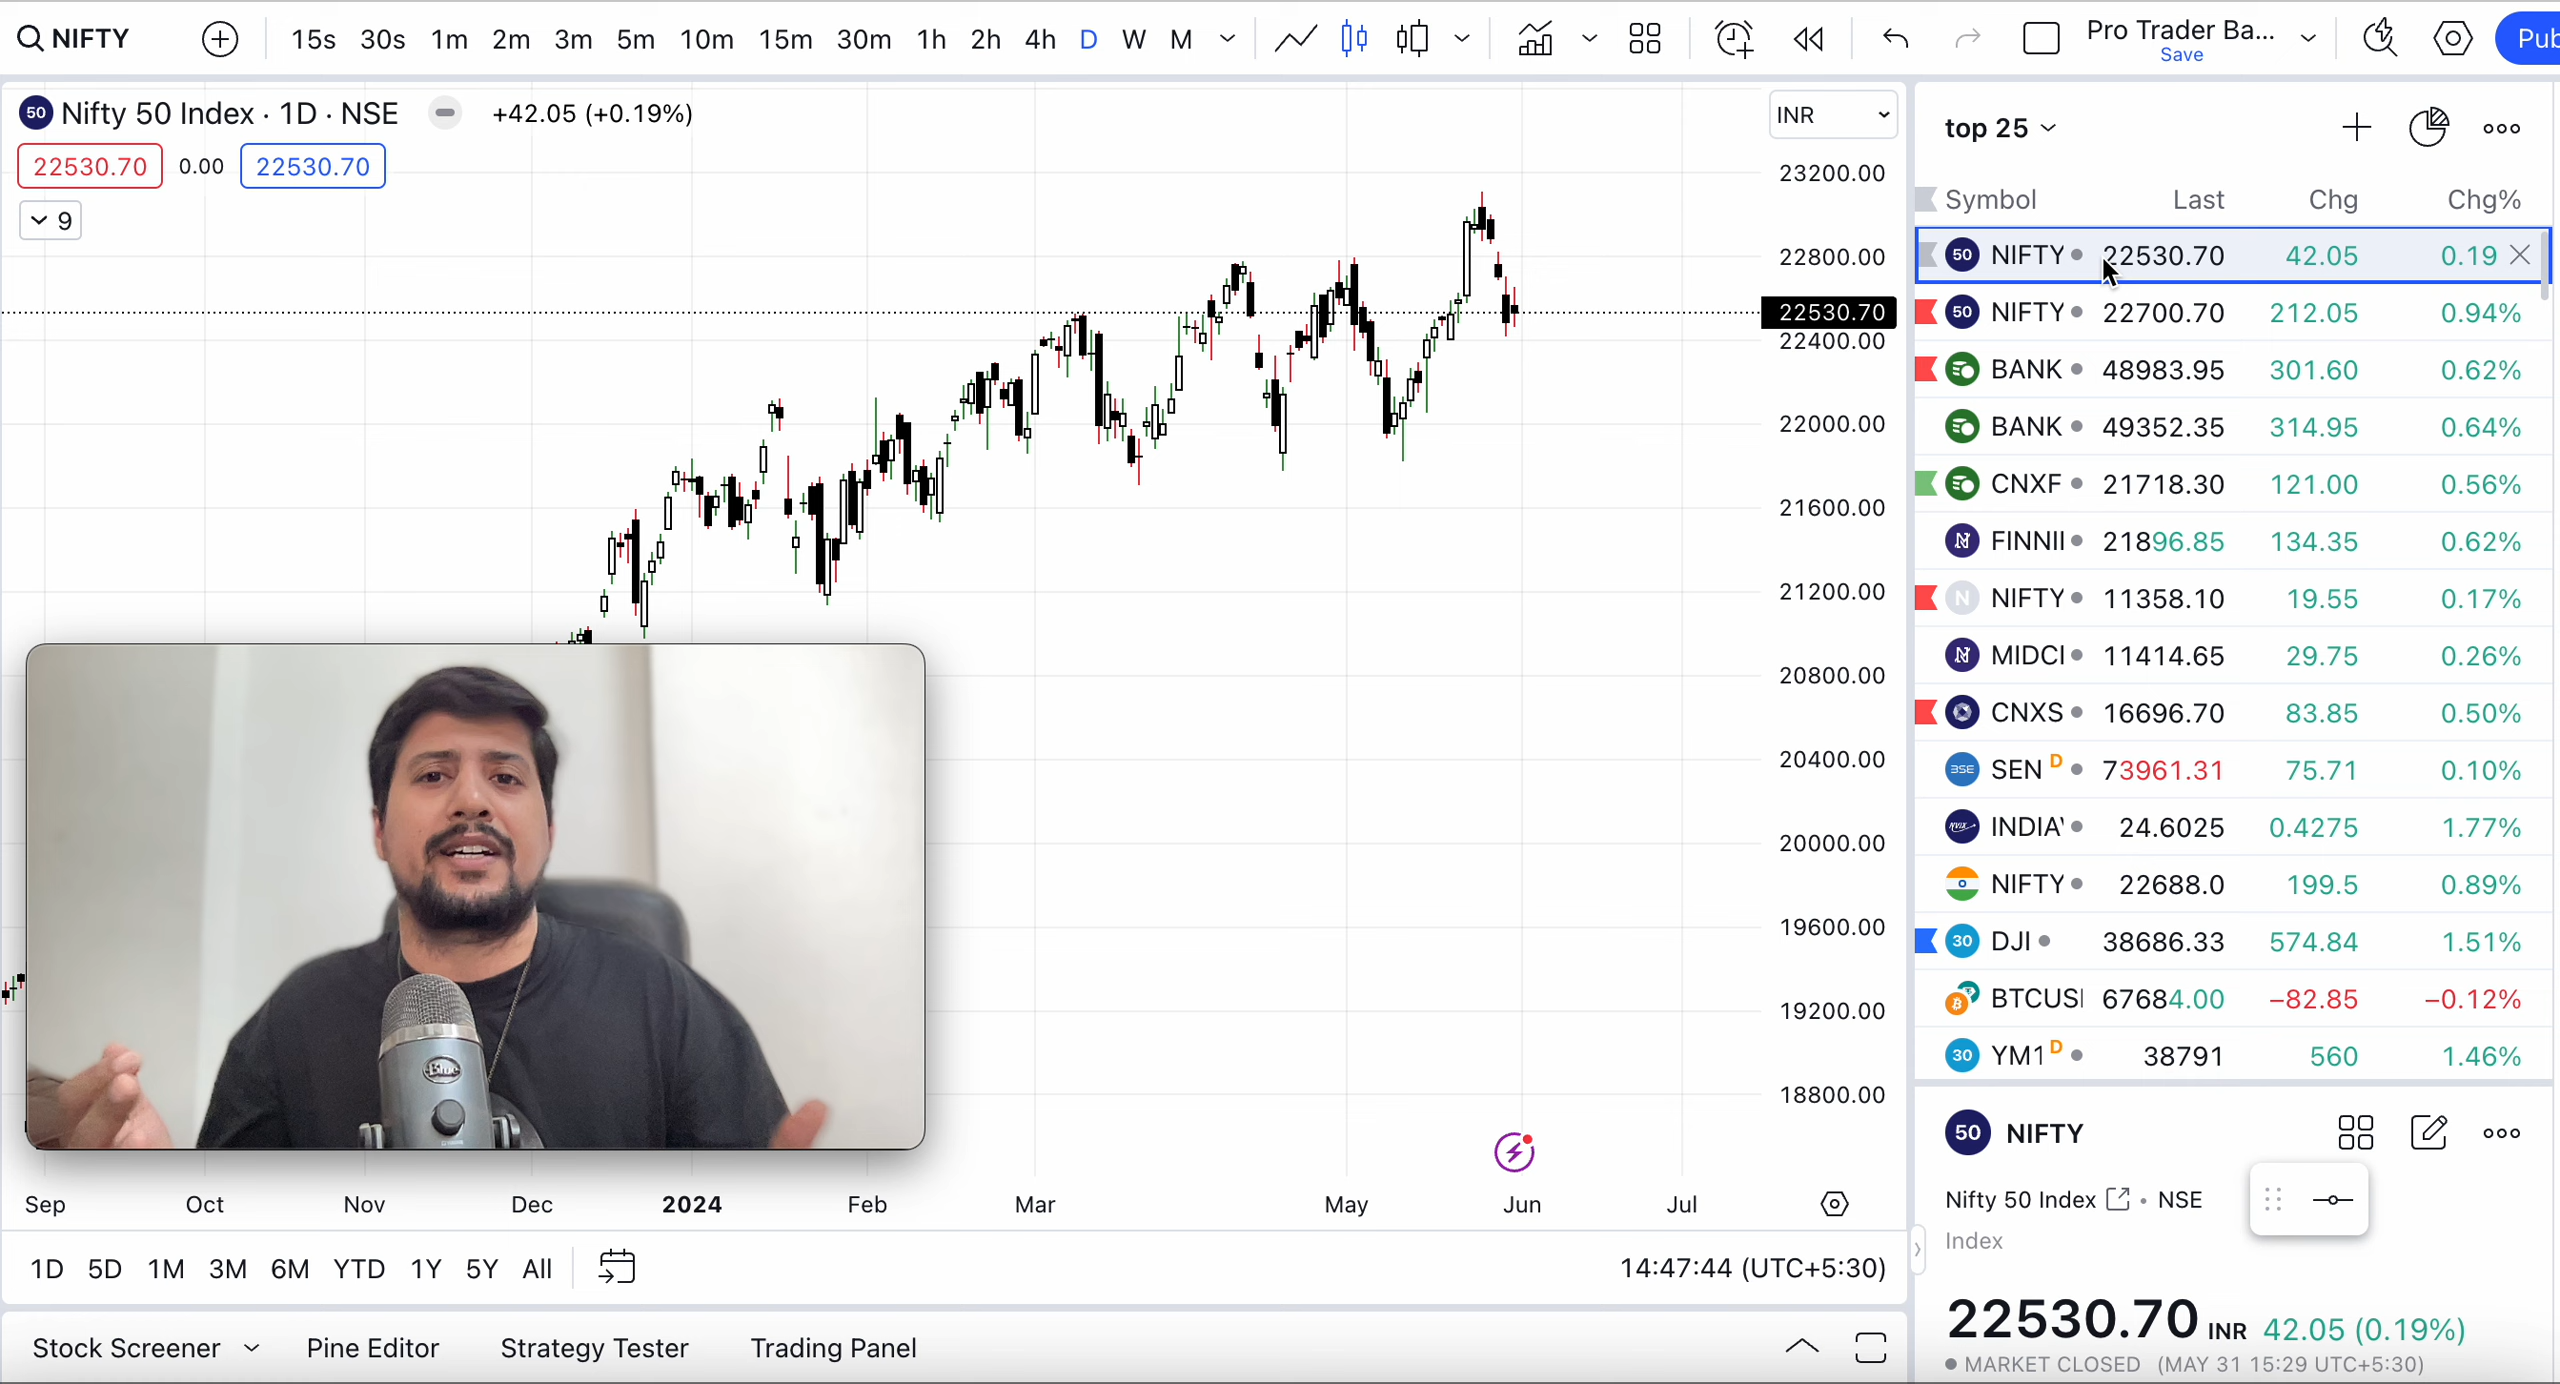 NIFTY 15s 30s 1m 2m 3m 5m 10m 15m 30m 1h 2h 4h D W M Pro Trader Ba... Pub
Save
50 Nifty 50 Index · 1D · NSE +42.05 (+0.19%)
22530.70 0.00 22530.70
9
INR
23200.00
22800.00
22530.70
22400.00
22000.00
21600.00
21200.00
20800.00
20400.00
20000.00
19600.00
19200.00
18800.00
Blue
Sep Oct Nov Dec 2024 Feb Mar May Jun Jul
1D 5D 1M 3M 6M YTD 1Y 5Y All 14:47:44 (UTC+5:30)
Stock Screener Pine Editor Strategy Tester Trading Panel
top 25
Symbol Last Chg Chg%
50 NIFTY 22530.70 42.05 0.19
50 NIFTY 22700.70 212.05 0.94%
BANK 48983.95 301.60 0.62%
BANK 49352.35 314.95 0.64%
CNXF 21718.30 121.00 0.56%
FINNII 21896.85 134.35 0.62%
N NIFTY 11358.10 19.55 0.17%
MIDCI 11414.65 29.75 0.26%
CNXS 16696.70 83.85 0.50%
BSE SEN D 73961.31 75.71 0.10%
NVIX INDIA 24.6025 0.4275 1.77%
NIFTY 22688.0 199.5 0.89%
30 DJI 38686.33 574.84 1.51%
BTCUS 67684.00 −82.85 −0.12%
30 YM1 D 38791 560 1.46%
50 NIFTY
Nifty 50 Index • NSE
Index
22530.70 INR 42.05 (0.19%)
MARKET CLOSED (MAY 31 15:29 UTC+5:30)